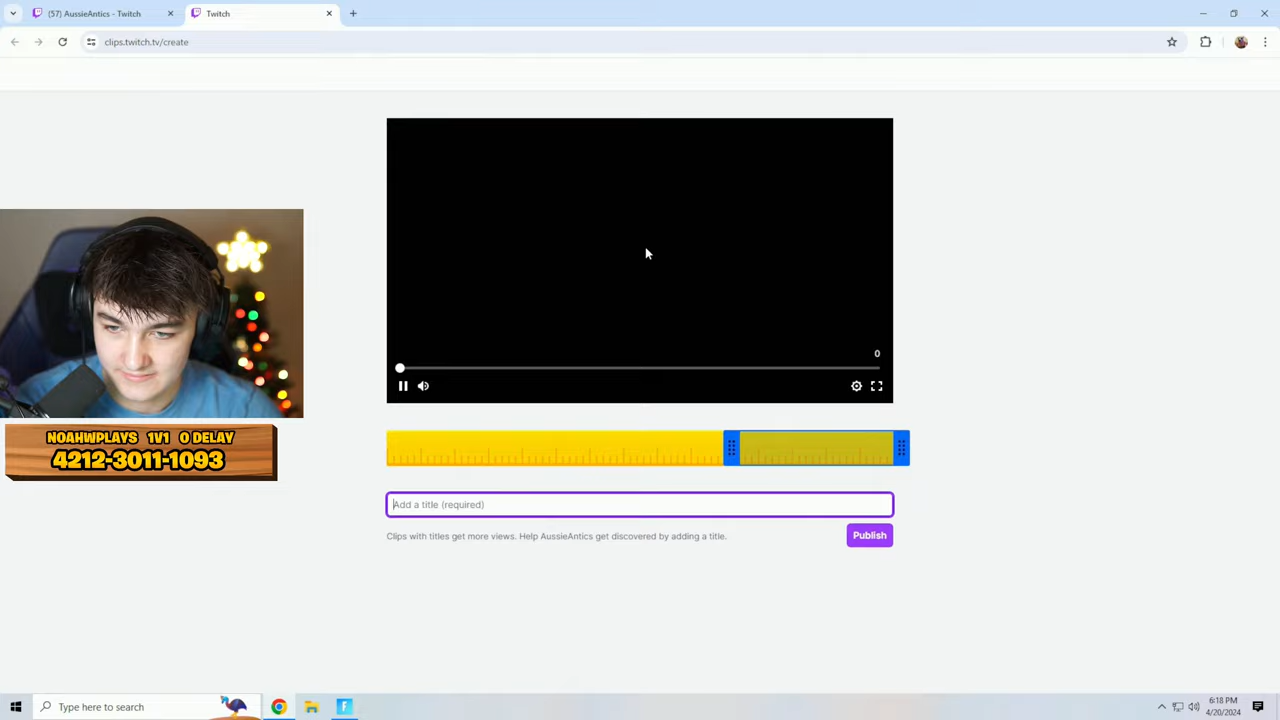 (57) AussieAntics - Twitch
Twitch
clips.twitch.tv/create
0
NOAHWPLAYS 1V1 0 DELAY
4212-3011-1093
Add a title (required)
Clips with titles get more views. Help AussieAntics get discovered by adding a title.
Publish
Type here to search
6:18 PM
4/20/2024